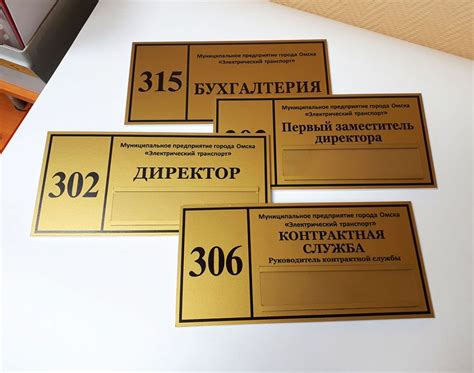 315
Муниципальное предприятие города Омска
«Электрический транспорт»
БУХГАЛТЕРИЯ
Муниципальное предприятие города Омска
«Электрический транспорт»
Первый заместитель
директора
302
Муниципальное предприятие города Омска
«Электрический транспорт»
ДИРЕКТОР
306
Муниципальное предприятие города Омска
«Электрический транспорт»
КОНТРАКТНАЯ
СЛУЖБА
Руководитель контрактной службы